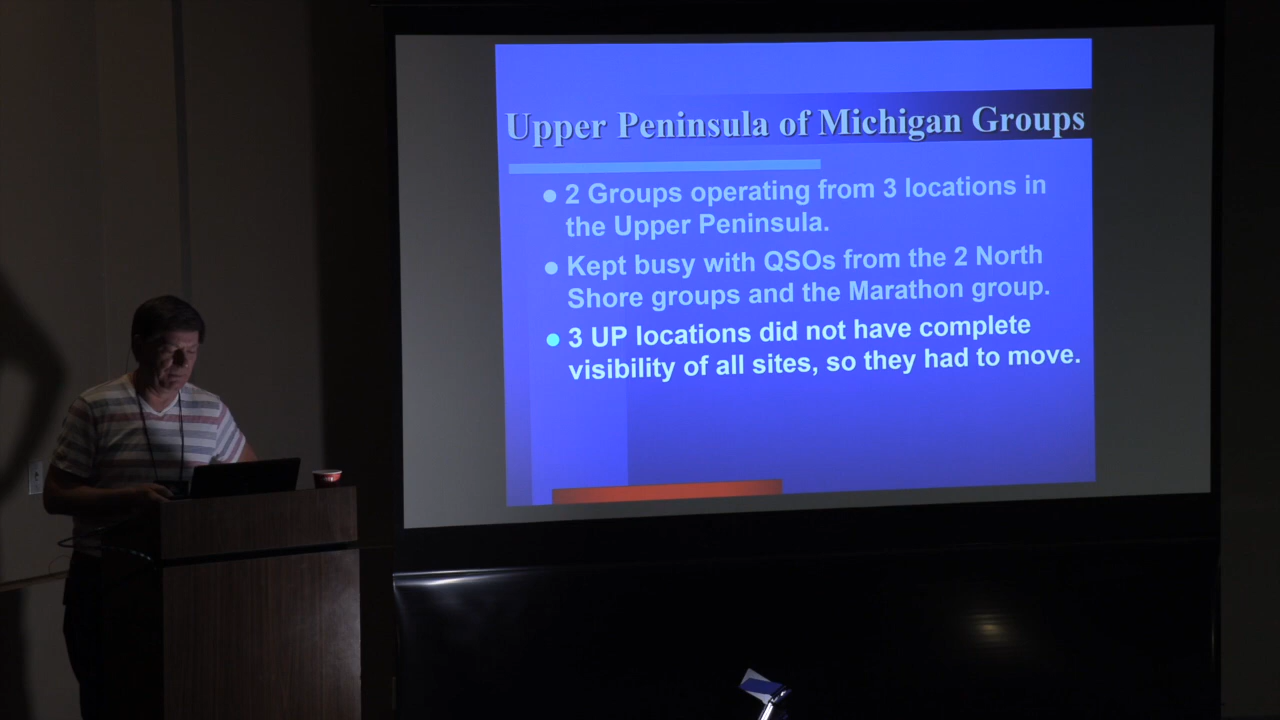 Upper Peninsula of Michigan Groups
2 Groups operating from 3 locations in
the Upper Peninsula.
Kept busy with QSOs from the 2 North
Shore groups and the Marathon group.
3 UP locations did not have complete
visibility of all sites, so they had to move.